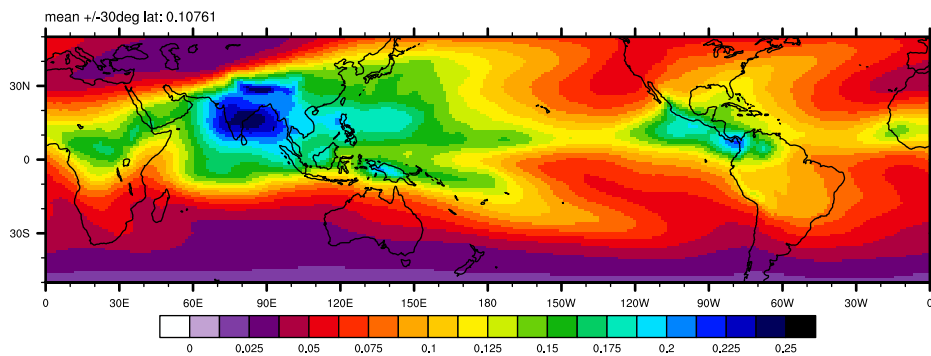 mean +/-30deg lat: 0.10761
30N
0
30S
0 30E 60E 90E 120E 150E 180 150W 120W 90W 60W 30W 0
0 0.025 0.05 0.075 0.1 0.125 0.15 0.175 0.2 0.225 0.25